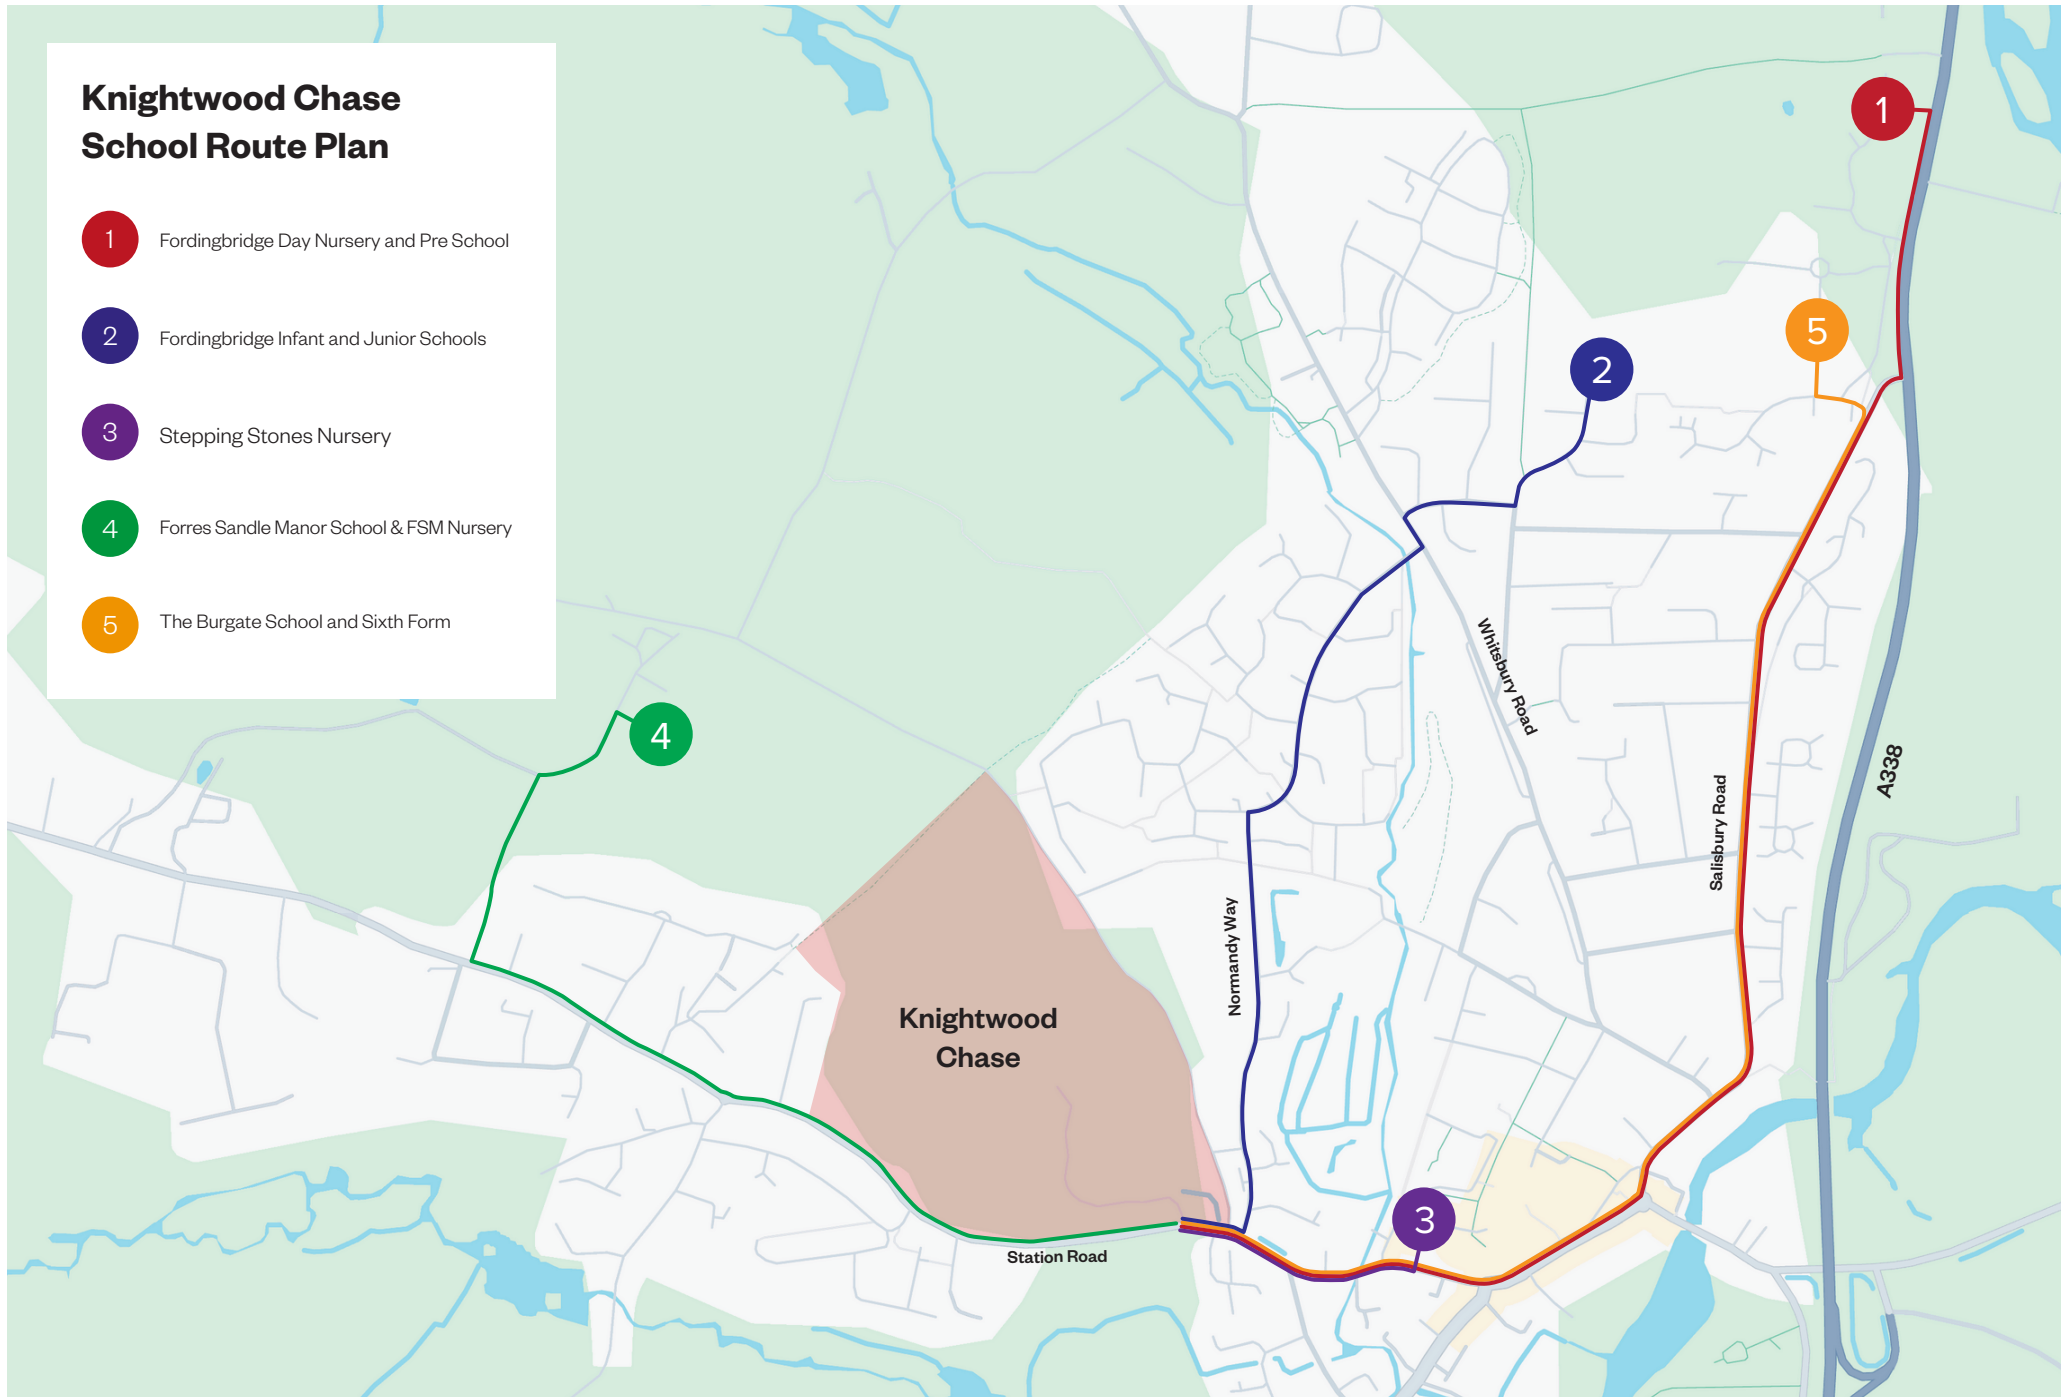 Knightwood Chase
School Route Plan
1 Fordingbridge Day Nursery and Pre School
2 Fordingbridge Infant and Junior Schools
3 Stepping Stones Nursery
4 Forres Sandle Manor School & FSM Nursery
5 The Burgate School and Sixth Form
1
5
2
Whitsbury Road
4
A338
Salisbury Road
Normandy Way
Knightwood
Chase
3
Station Road